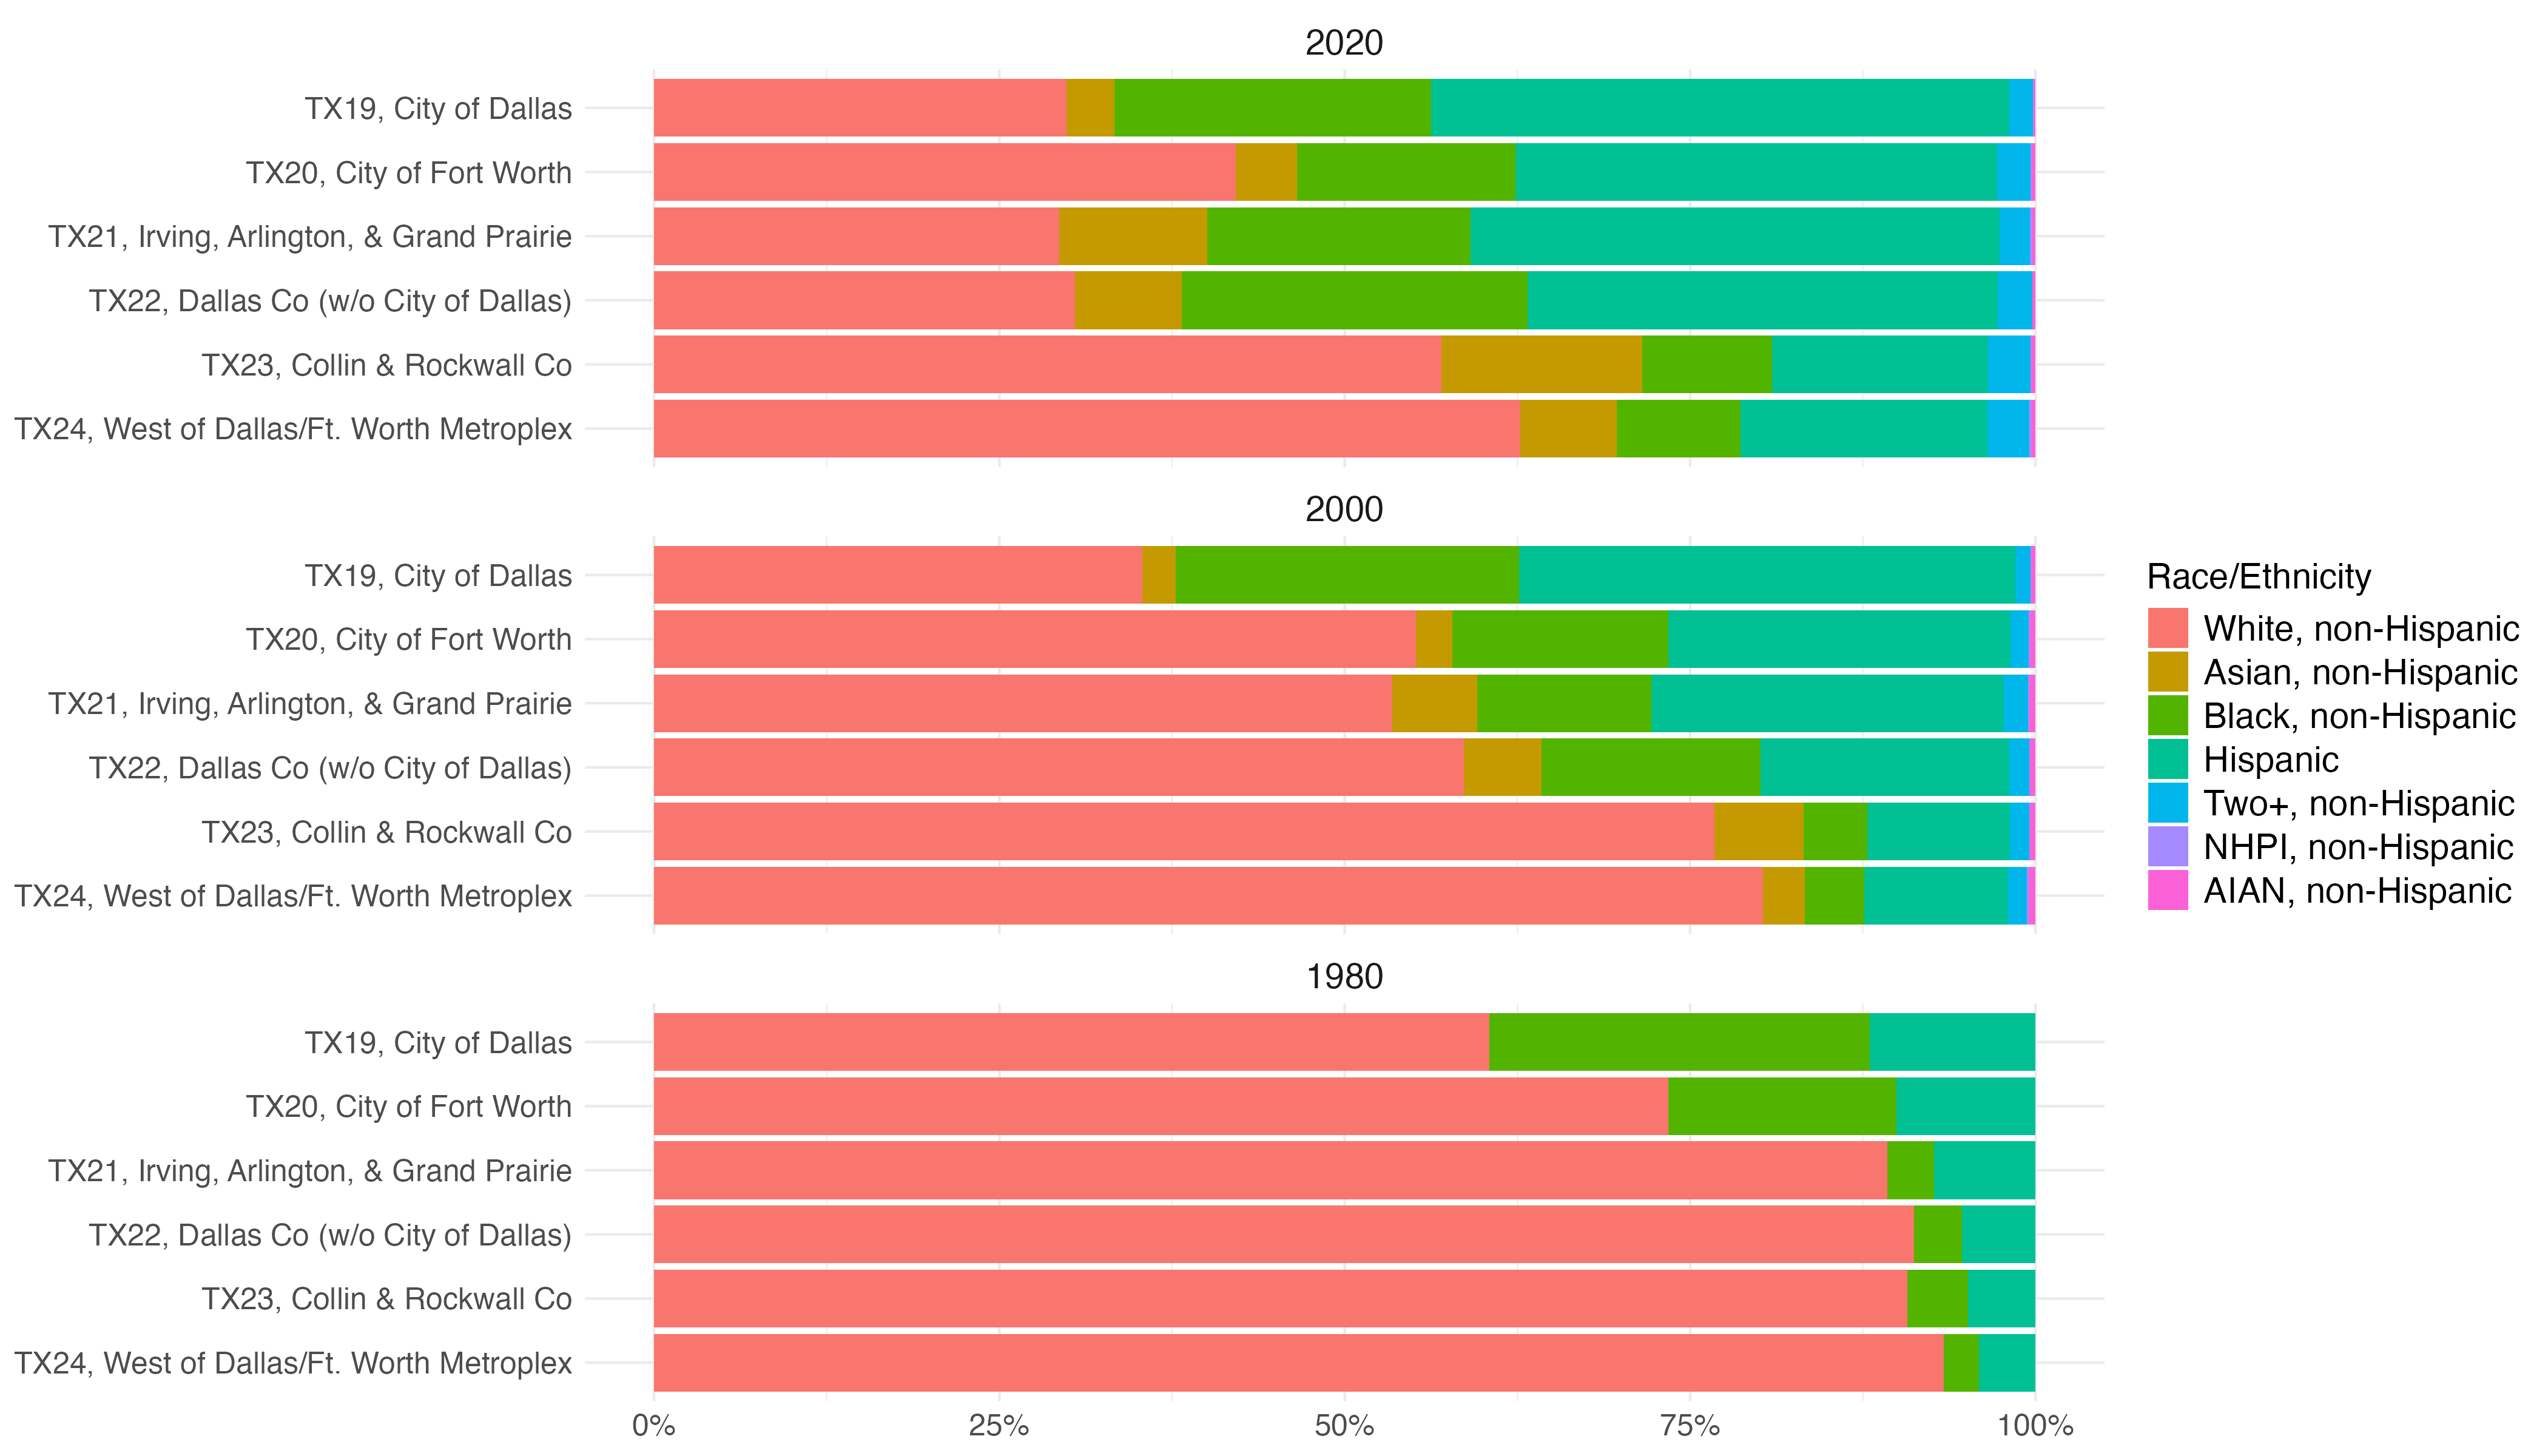 2020
TX19, City of Dallas
TX20, City of Fort Worth
TX21, Irving, Arlington, & Grand Prairie
TX22, Dallas Co (w/o City of Dallas)
TX23, Collin & Rockwall Co
TX24, West of Dallas/Ft. Worth Metroplex
2000
TX19, City of Dallas
TX20, City of Fort Worth
TX21, Irving, Arlington, & Grand Prairie
TX22, Dallas Co (w/o City of Dallas)
TX23, Collin & Rockwall Co
TX24, West of Dallas/Ft. Worth Metroplex
1980
TX19, City of Dallas
TX20, City of Fort Worth
TX21, Irving, Arlington, & Grand Prairie
TX22, Dallas Co (w/o City of Dallas)
TX23, Collin & Rockwall Co
TX24, West of Dallas/Ft. Worth Metroplex
0% 25% 50% 75% 100%
Race/Ethnicity
White, non-Hispanic
Asian, non-Hispanic
Black, non-Hispanic
Hispanic
Two+, non-Hispanic
NHPI, non-Hispanic
AIAN, non-Hispanic